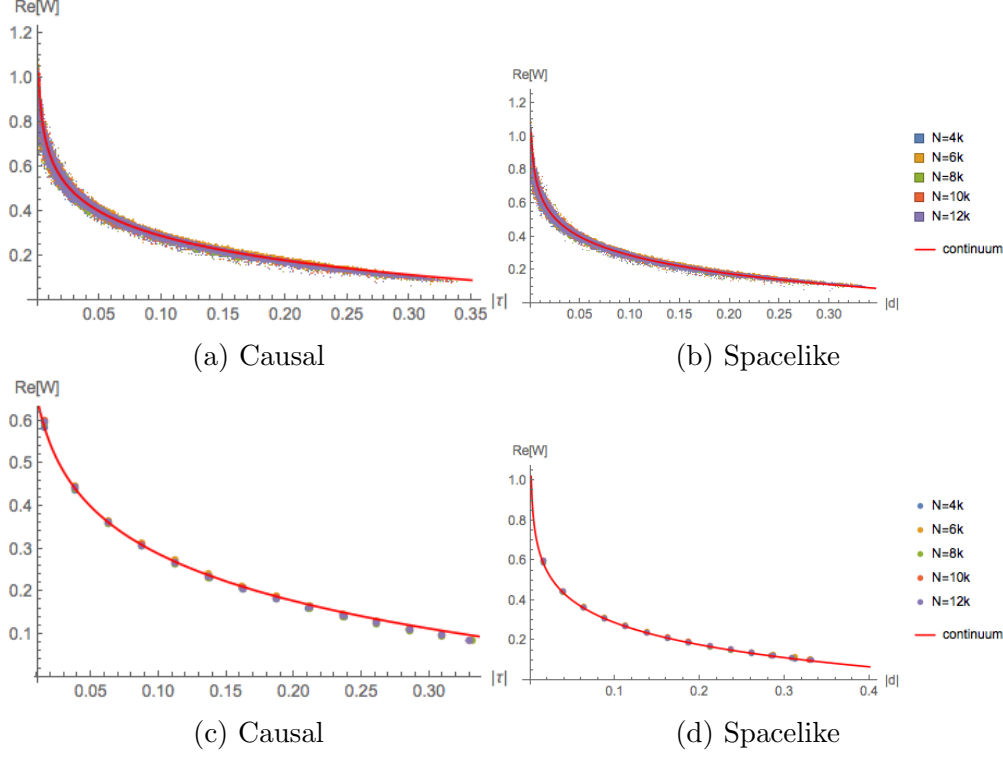 Re[W]
1.2
1.0
0.8
0.6
0.4
0.2
0.05 0.10 0.15 0.20 0.25 0.30 0.35 |τ|
(a) Causal
Re[W]
1.2
1.0
0.8
0.6
0.4
0.2
0.05 0.10 0.15 0.20 0.25 0.30 |d|
N=4k
N=6k
N=8k
N=10k
N=12k
continuum
(b) Spacelike
Re[W]
0.6
0.5
0.4
0.3
0.2
0.1
0.05 0.10 0.15 0.20 0.25 0.30 |τ|
(c) Causal
Re[W]
1.0
0.8
0.6
0.4
0.2
0.1 0.2 0.3 0.4 |d|
N=4k
N=6k
N=8k
N=10k
N=12k
continuum
(d) Spacelike